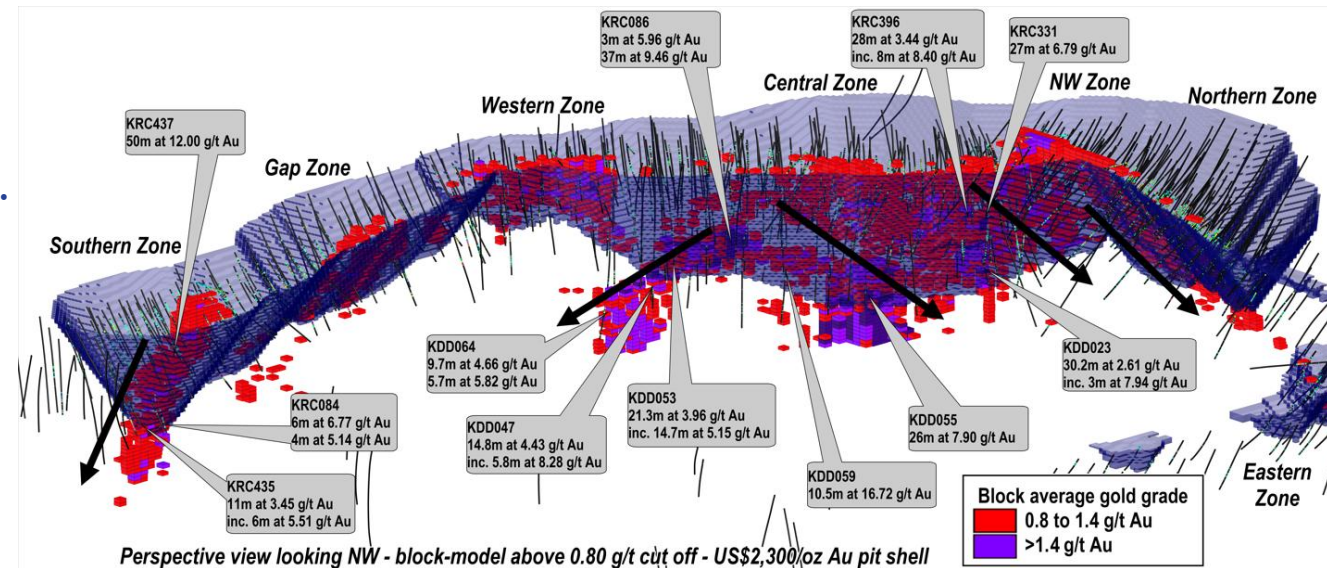 KRC086
3m at 5.96 g/t Au
37m at 9.46 g/t Au
KRC396
28m at 3.44 g/t Au
inc. 8m at 8.40 g/t Au
KRC331
27m at 6.79 g/t Au
Central Zone
NW Zone
Northern Zone
Western Zone
KRC437
50m at 12.00 g/t Au
Gap Zone
Southern Zone
KDD064
9.7m at 4.66 g/t Au
5.7m at 5.82 g/t Au
KDD023
30.2m at 2.61 g/t Au
inc. 3m at 7.94 g/t Au
KRC084
6m at 6.77 g/t Au
4m at 5.14 g/t Au
KDD053
21.3m at 3.96 g/t Au
inc. 14.7m at 5.15 g/t Au
KDD055
26m at 7.90 g/t Au
KDD047
14.8m at 4.43 g/t Au
inc. 5.8m at 8.28 g/t Au
KDD059
10.5m at 16.72 g/t Au
KRC435
11m at 3.45 g/t Au
inc. 6m at 5.51 g/t Au
Eastern
Zone
Block average gold grade
0.8 to 1.4 g/t Au
>1.4 g/t Au
Perspective view looking NW - block-model above 0.80 g/t cut off - US$2,300/oz Au pit shell